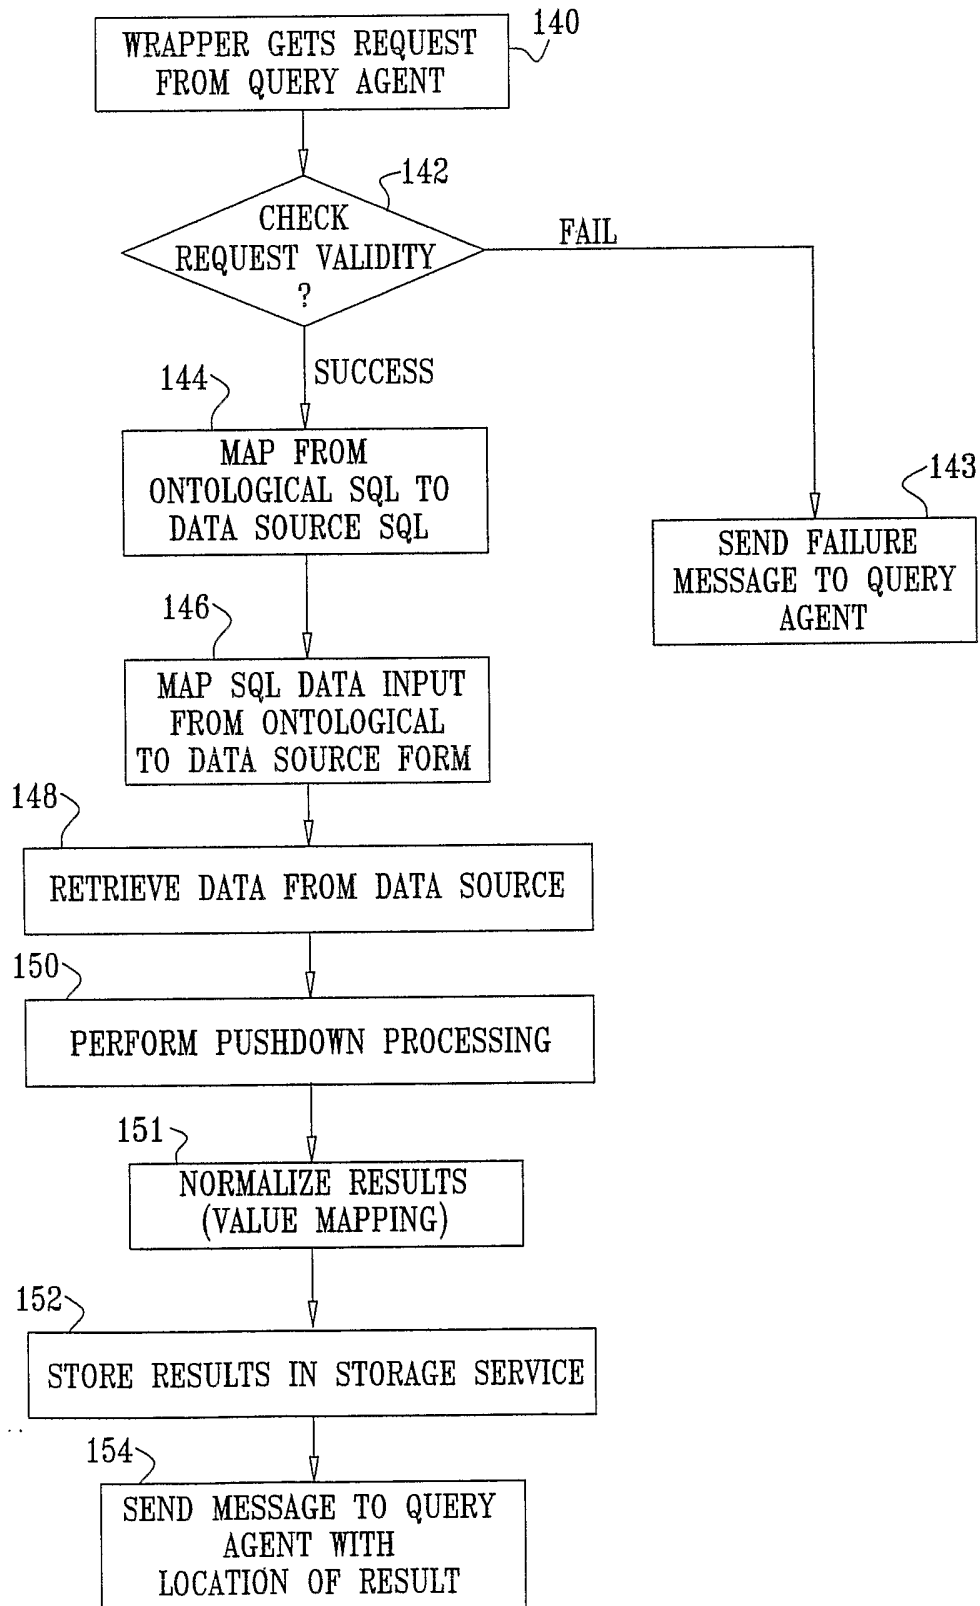 140
WRAPPER GETS REQUEST
FROM QUERY AGENT
142
CHECK
REQUEST VALIDITY
?
FAIL
SUCCESS
144
MAP FROM
ONTOLOGICAL SQL TO
DATA SOURCE SQL
143
SEND FAILURE
MESSAGE TO QUERY
AGENT
146
MAP SQL DATA INPUT
FROM ONTOLOGICAL
TO DATA SOURCE FORM
148
RETRIEVE DATA FROM DATA SOURCE
150
PERFORM PUSHDOWN PROCESSING
151
NORMALIZE RESULTS
(VALUE MAPPING)
152
STORE RESULTS IN STORAGE SERVICE
154
SEND MESSAGE TO QUERY
AGENT WITH
LOCATION OF RESULT